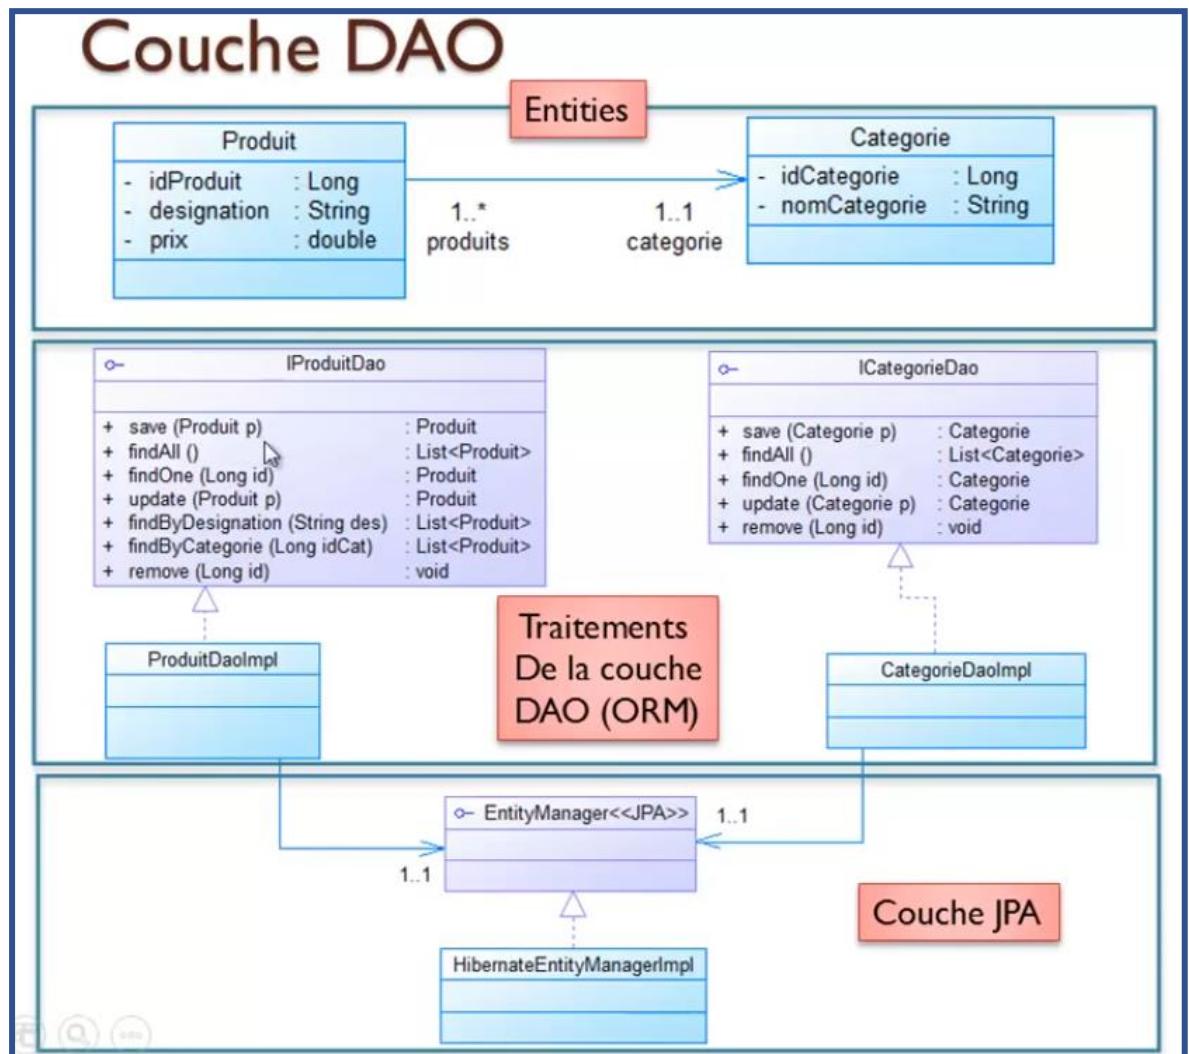 Couche DAO
Entities
Produit
- idProduit : Long
- designation : String
- prix : double
1..*
produits
1..1
categorie
Categorie
- idCategorie : Long
- nomCategorie : String
IProduitDao
+ save (Produit p) : Produit
+ findAll () : List<Produit>
+ findOne (Long id) : Produit
+ update (Produit p) : Produit
+ findByDesignation (String des) : List<Produit>
+ findByCategorie (Long idCat) : List<Produit>
+ remove (Long id) : void
ICategorieDao
+ save (Categorie p) : Categorie
+ findAll () : List<Categorie>
+ findOne (Long id) : Categorie
+ update (Categorie p) : Categorie
+ remove (Long id) : void
ProduitDaoImpl
Traitements
De la couche
DAO (ORM)
CategorieDaoImpl
EntityManager<<JPA>>
1..1
1..1
Couche JPA
HibernateEntityManagerImpl